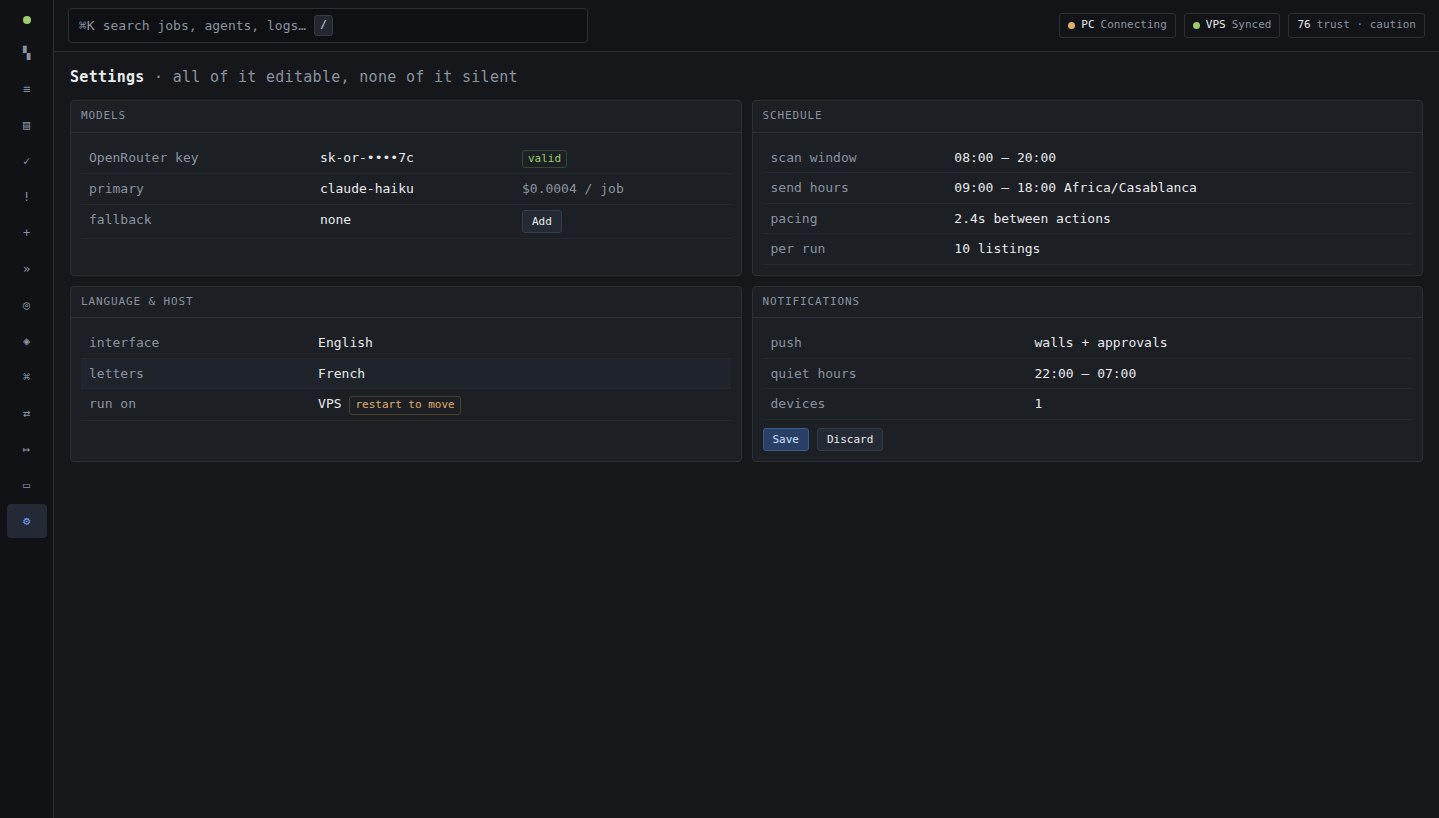 ⌘K search jobs, agents, logs… /
PC Connecting
VPS Synced
76 trust · caution
Settings · all of it editable, none of it silent
MODELS
OpenRouter key sk-or-••••7c valid
primary claude-haiku $0.0004 / job
fallback none Add
SCHEDULE
scan window 08:00 – 20:00
send hours 09:00 – 18:00 Africa/Casablanca
pacing 2.4s between actions
per run 10 listings
LANGUAGE & HOST
interface English
letters French
run on VPS restart to move
NOTIFICATIONS
push walls + approvals
quiet hours 22:00 – 07:00
devices 1
Save Discard